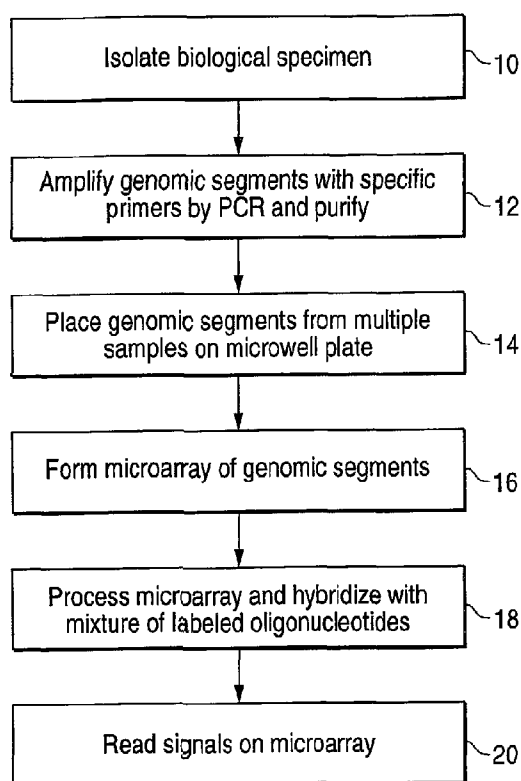 Isolate biological specimen
10
Amplify genomic segments with specific
primers by PCR and purify
12
Place genomic segments from multiple
samples on microwell plate
14
Form microarray of genomic segments
16
Process microarray and hybridize with
mixture of labeled oligonucleotides
18
Read signals on microarray
20